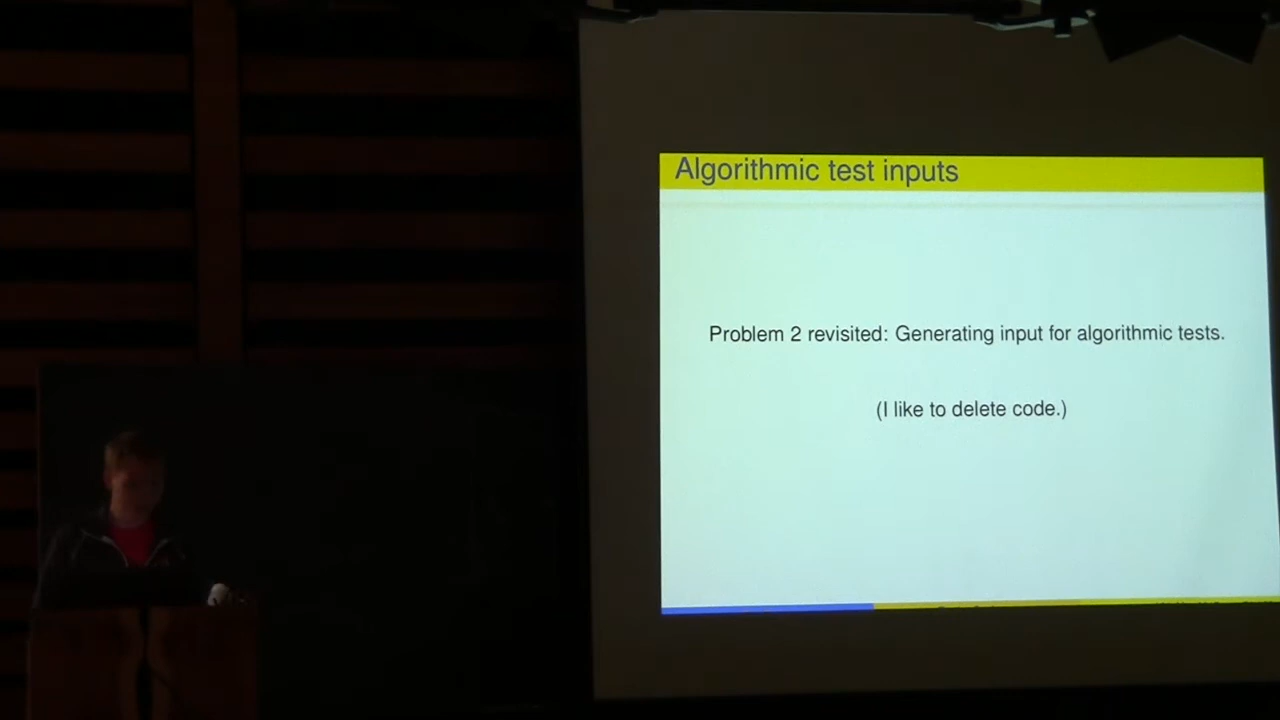 Algorithmic test inputs
Problem 2 revisited: Generating input for algorithmic tests.
(I like to delete code.)